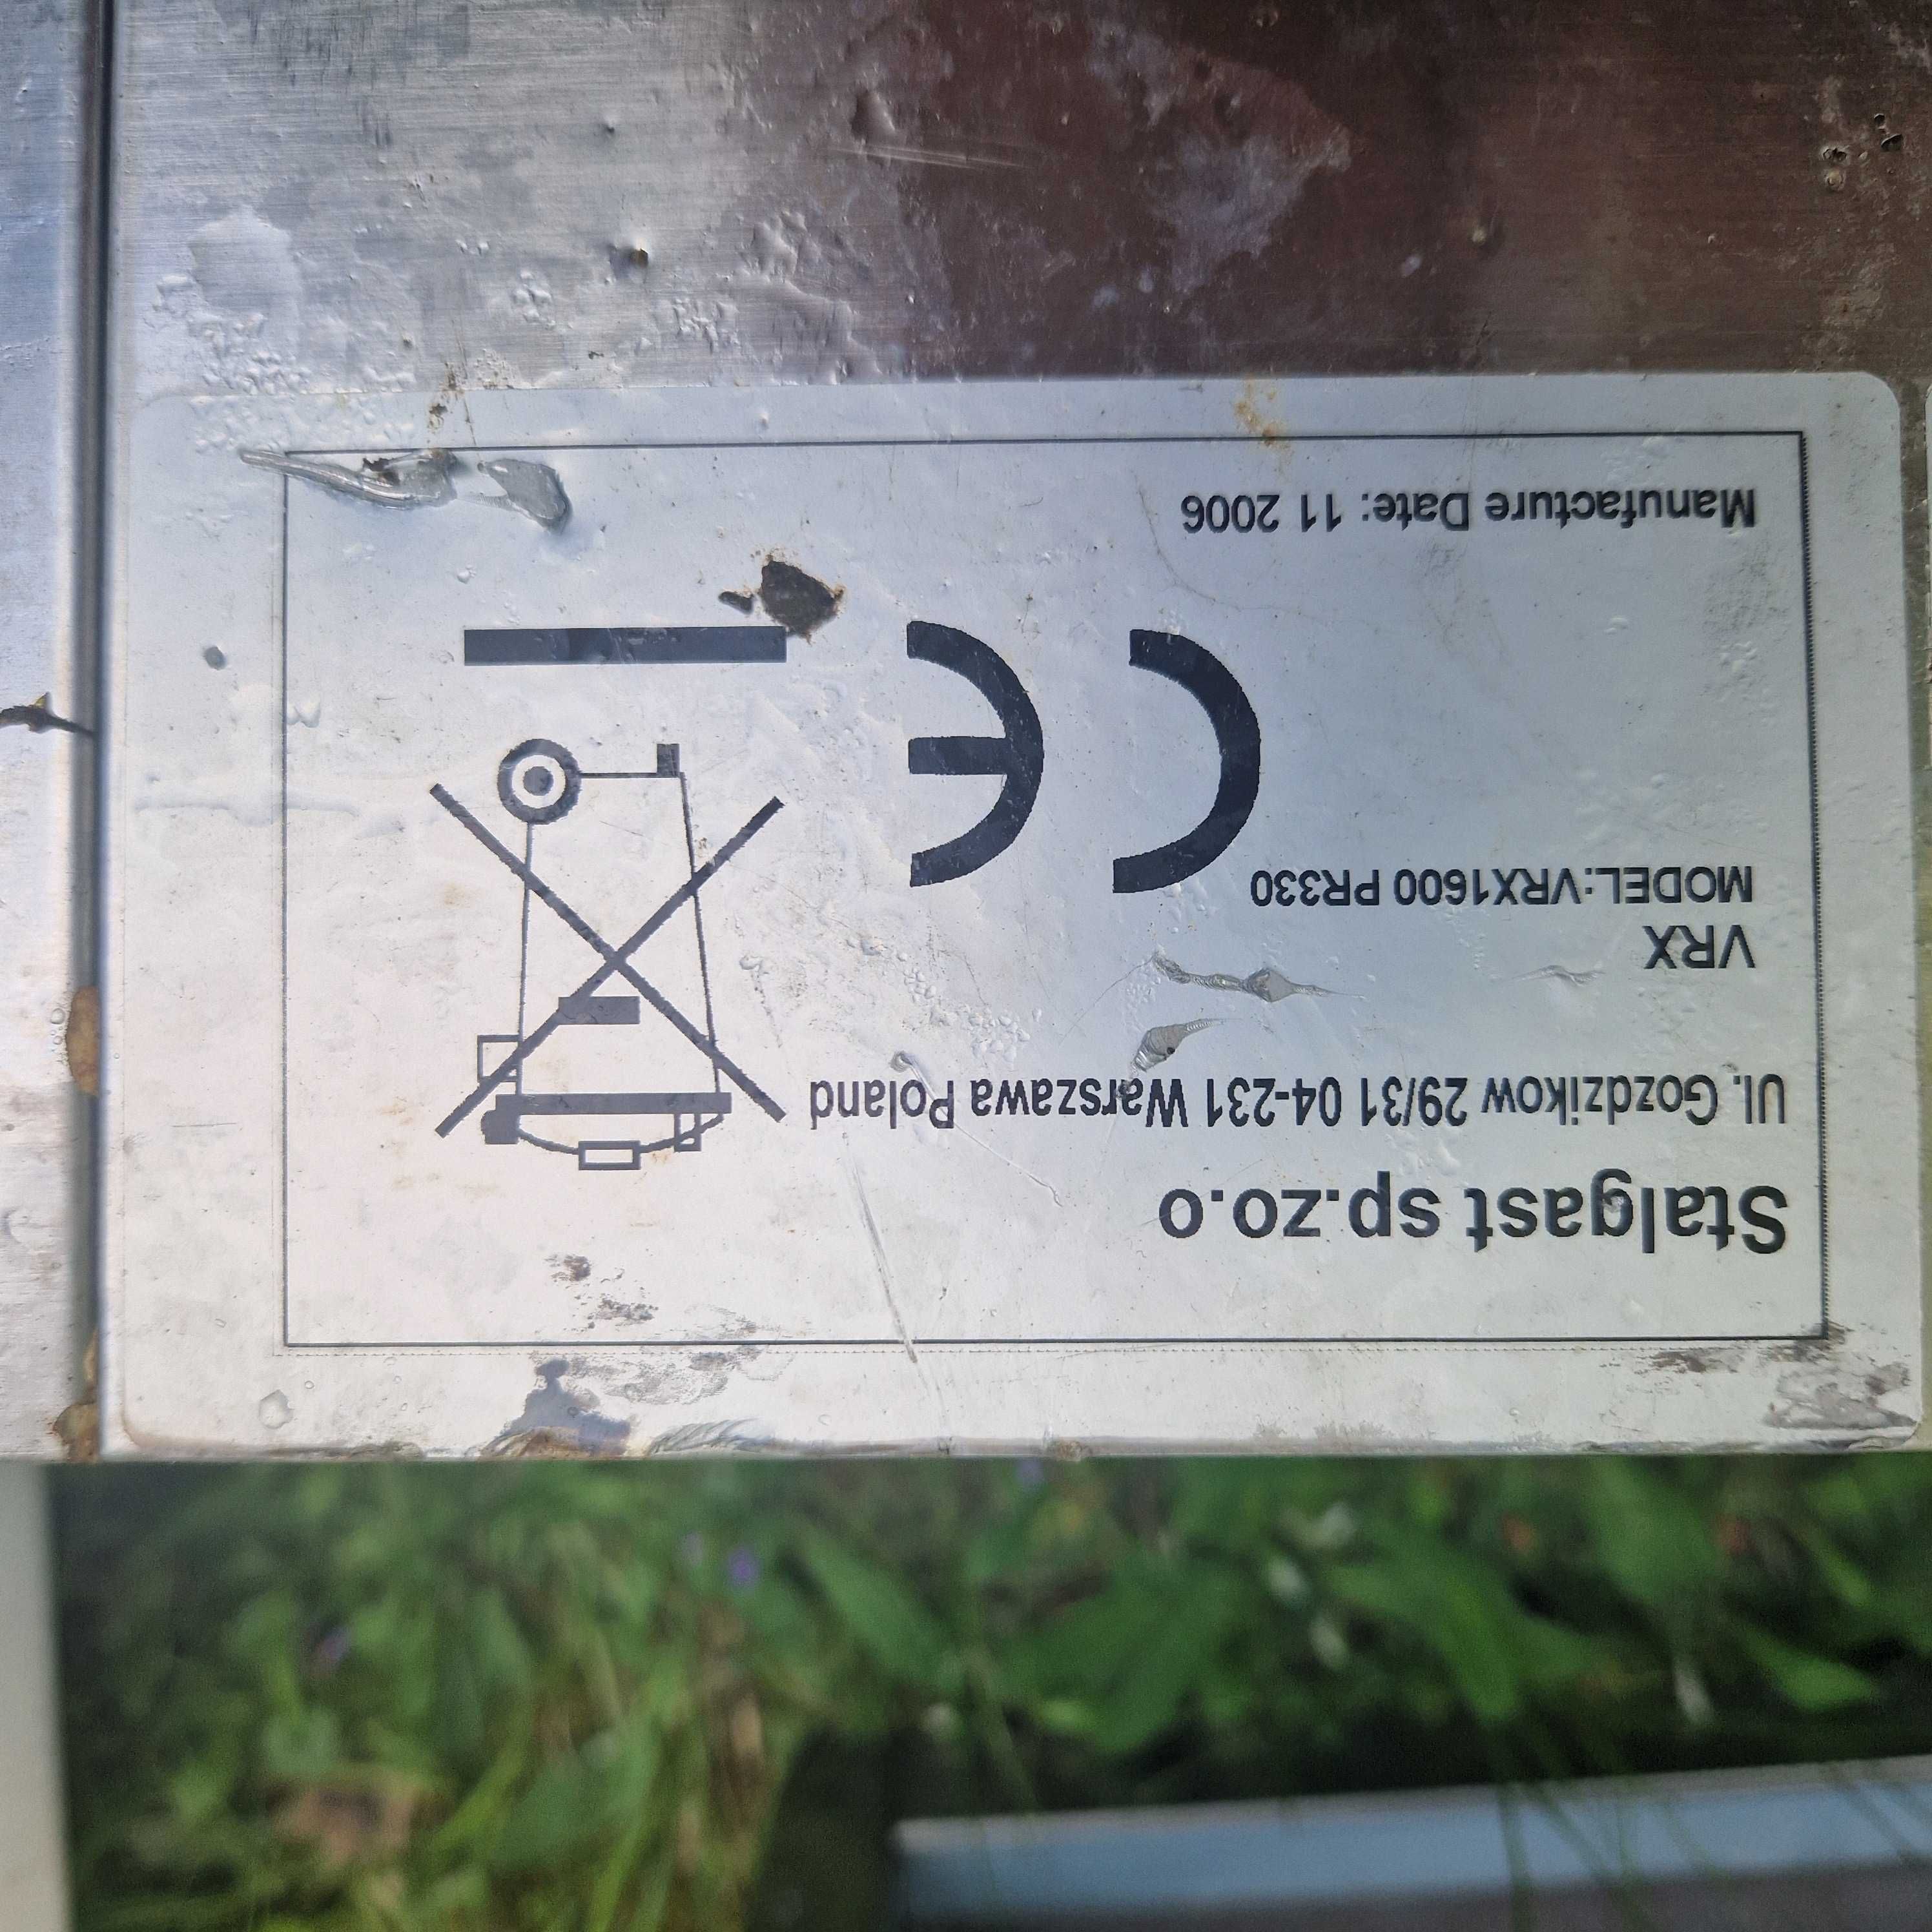 Stalgast sp.zo.o
Ul. Gozdzikow 29/31 04-231 Warszawa Poland
VRX
MODEL:VRX1600 PR330
CE
Manufacture Date: 11 2006